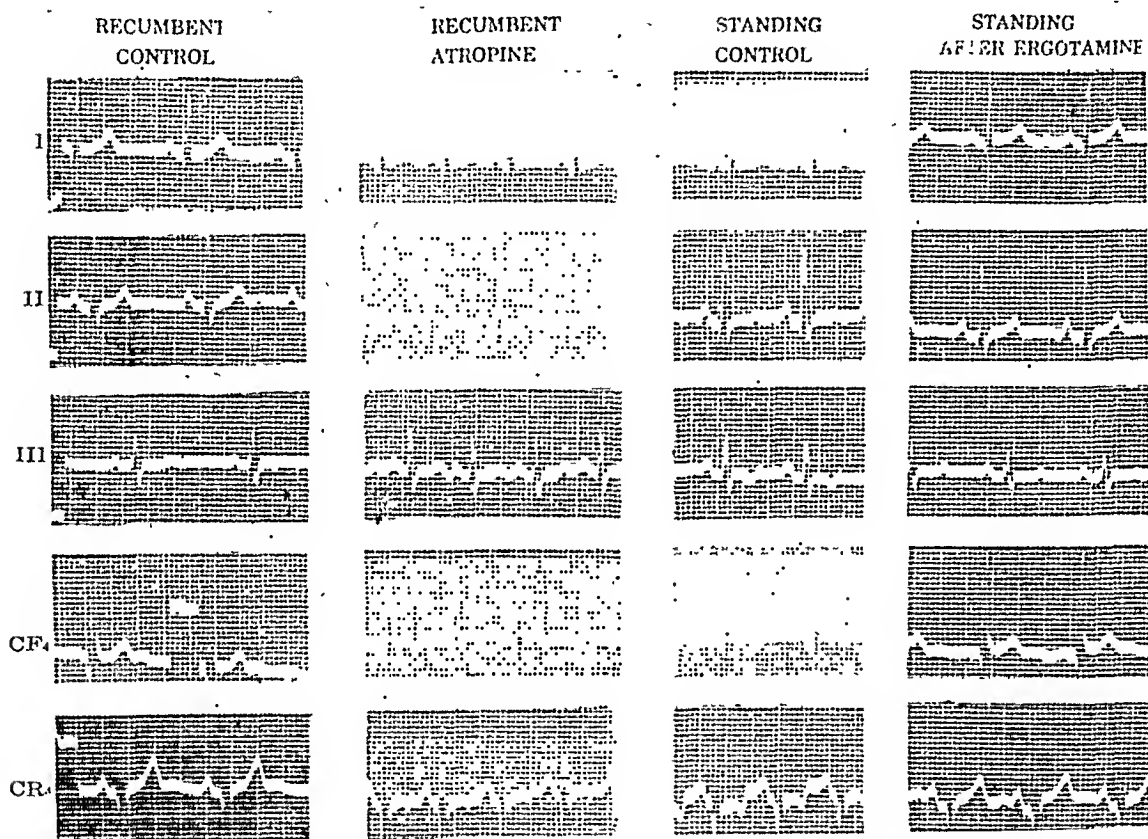 RECUMBENT
CONTROL
RECUMBENT
ATROPINE
STANDING
CONTROL
STANDING
AFTER ERGOTAMINE
I
II
III
CF4
CR4